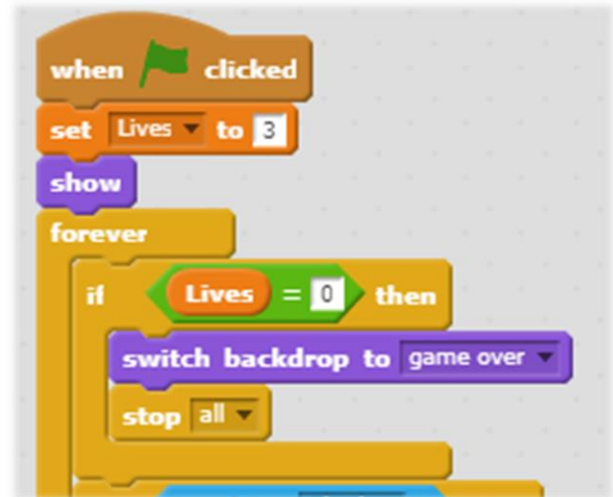 when clicked
set Lives to 3
show
forever
if Lives = 0 then
switch backdrop to game over
stop all